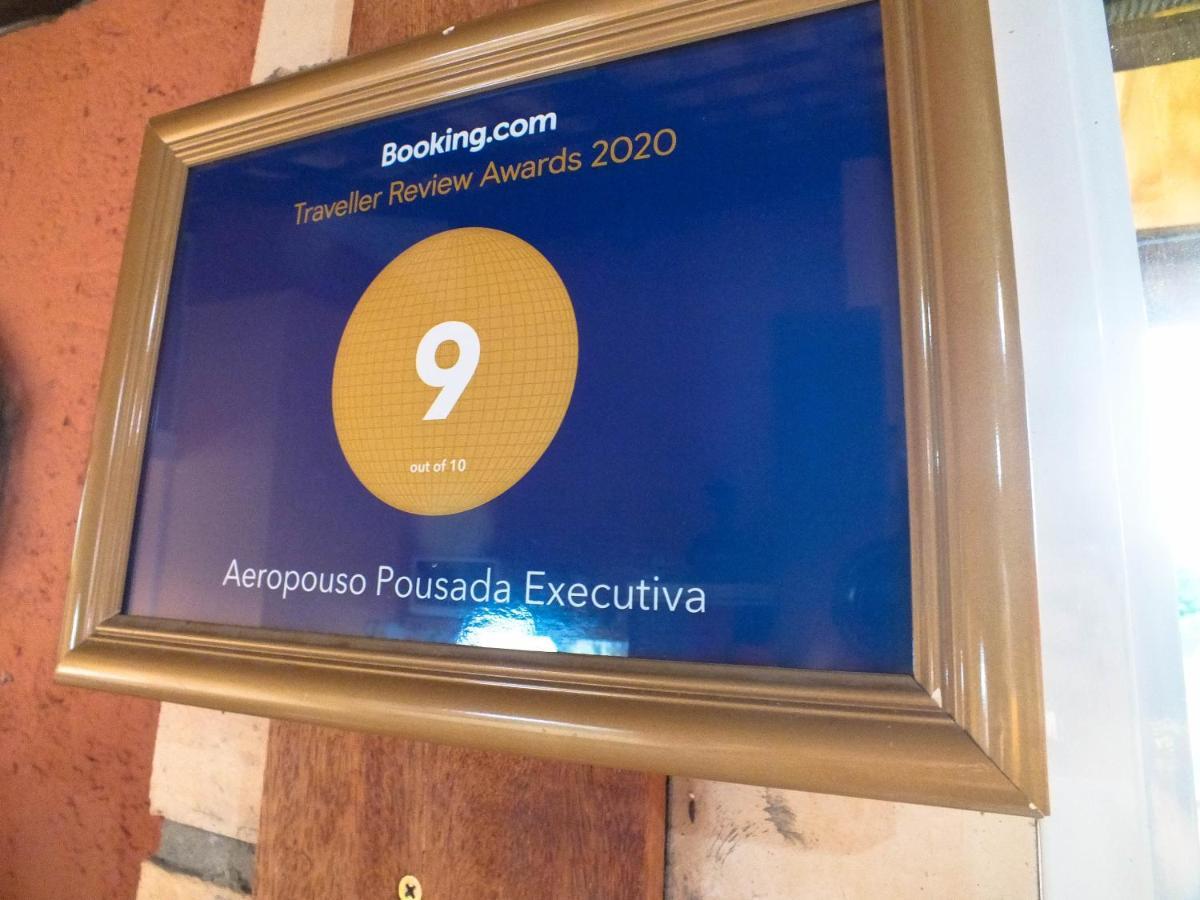 Booking.com
Traveller Review Awards 2020
9
out of 10
Aeropouso Pousada Executiva